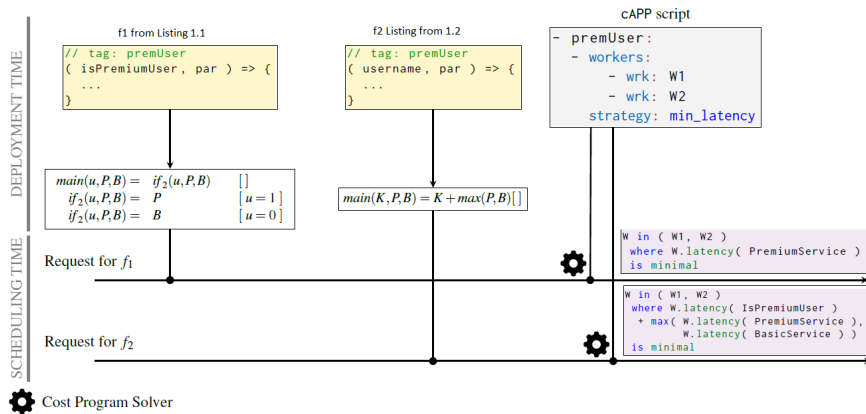 f1 from Listing 1.1
f2 Listing from 1.2
cAPP script
DEPLOYMENT TIME
// tag: premUser
( isPremiumUser, par ) => {
...
}
// tag: premUser
( username, par ) => {
...
}
- premUser:
- workers:
- wrk: W1
- wrk: W2
strategy: min_latency
main(u,P,B) = if₂(u,P,B) [ ]
if₂(u,P,B) = P [u = 1]
if₂(u,P,B) = B [u = 0]
main(K,P,B) = K + max(P,B)[ ]
SCHEDULING TIME
Request for f₁
W in ( W1, W2 )
where W.latency( PremiumService )
is minimal
Request for f₂
W in ( W1, W2 )
where W.latency( IsPremiumUser )
+ max( W.latency( PremiumService ),
W.latency( BasicService ) )
is minimal
Cost Program Solver